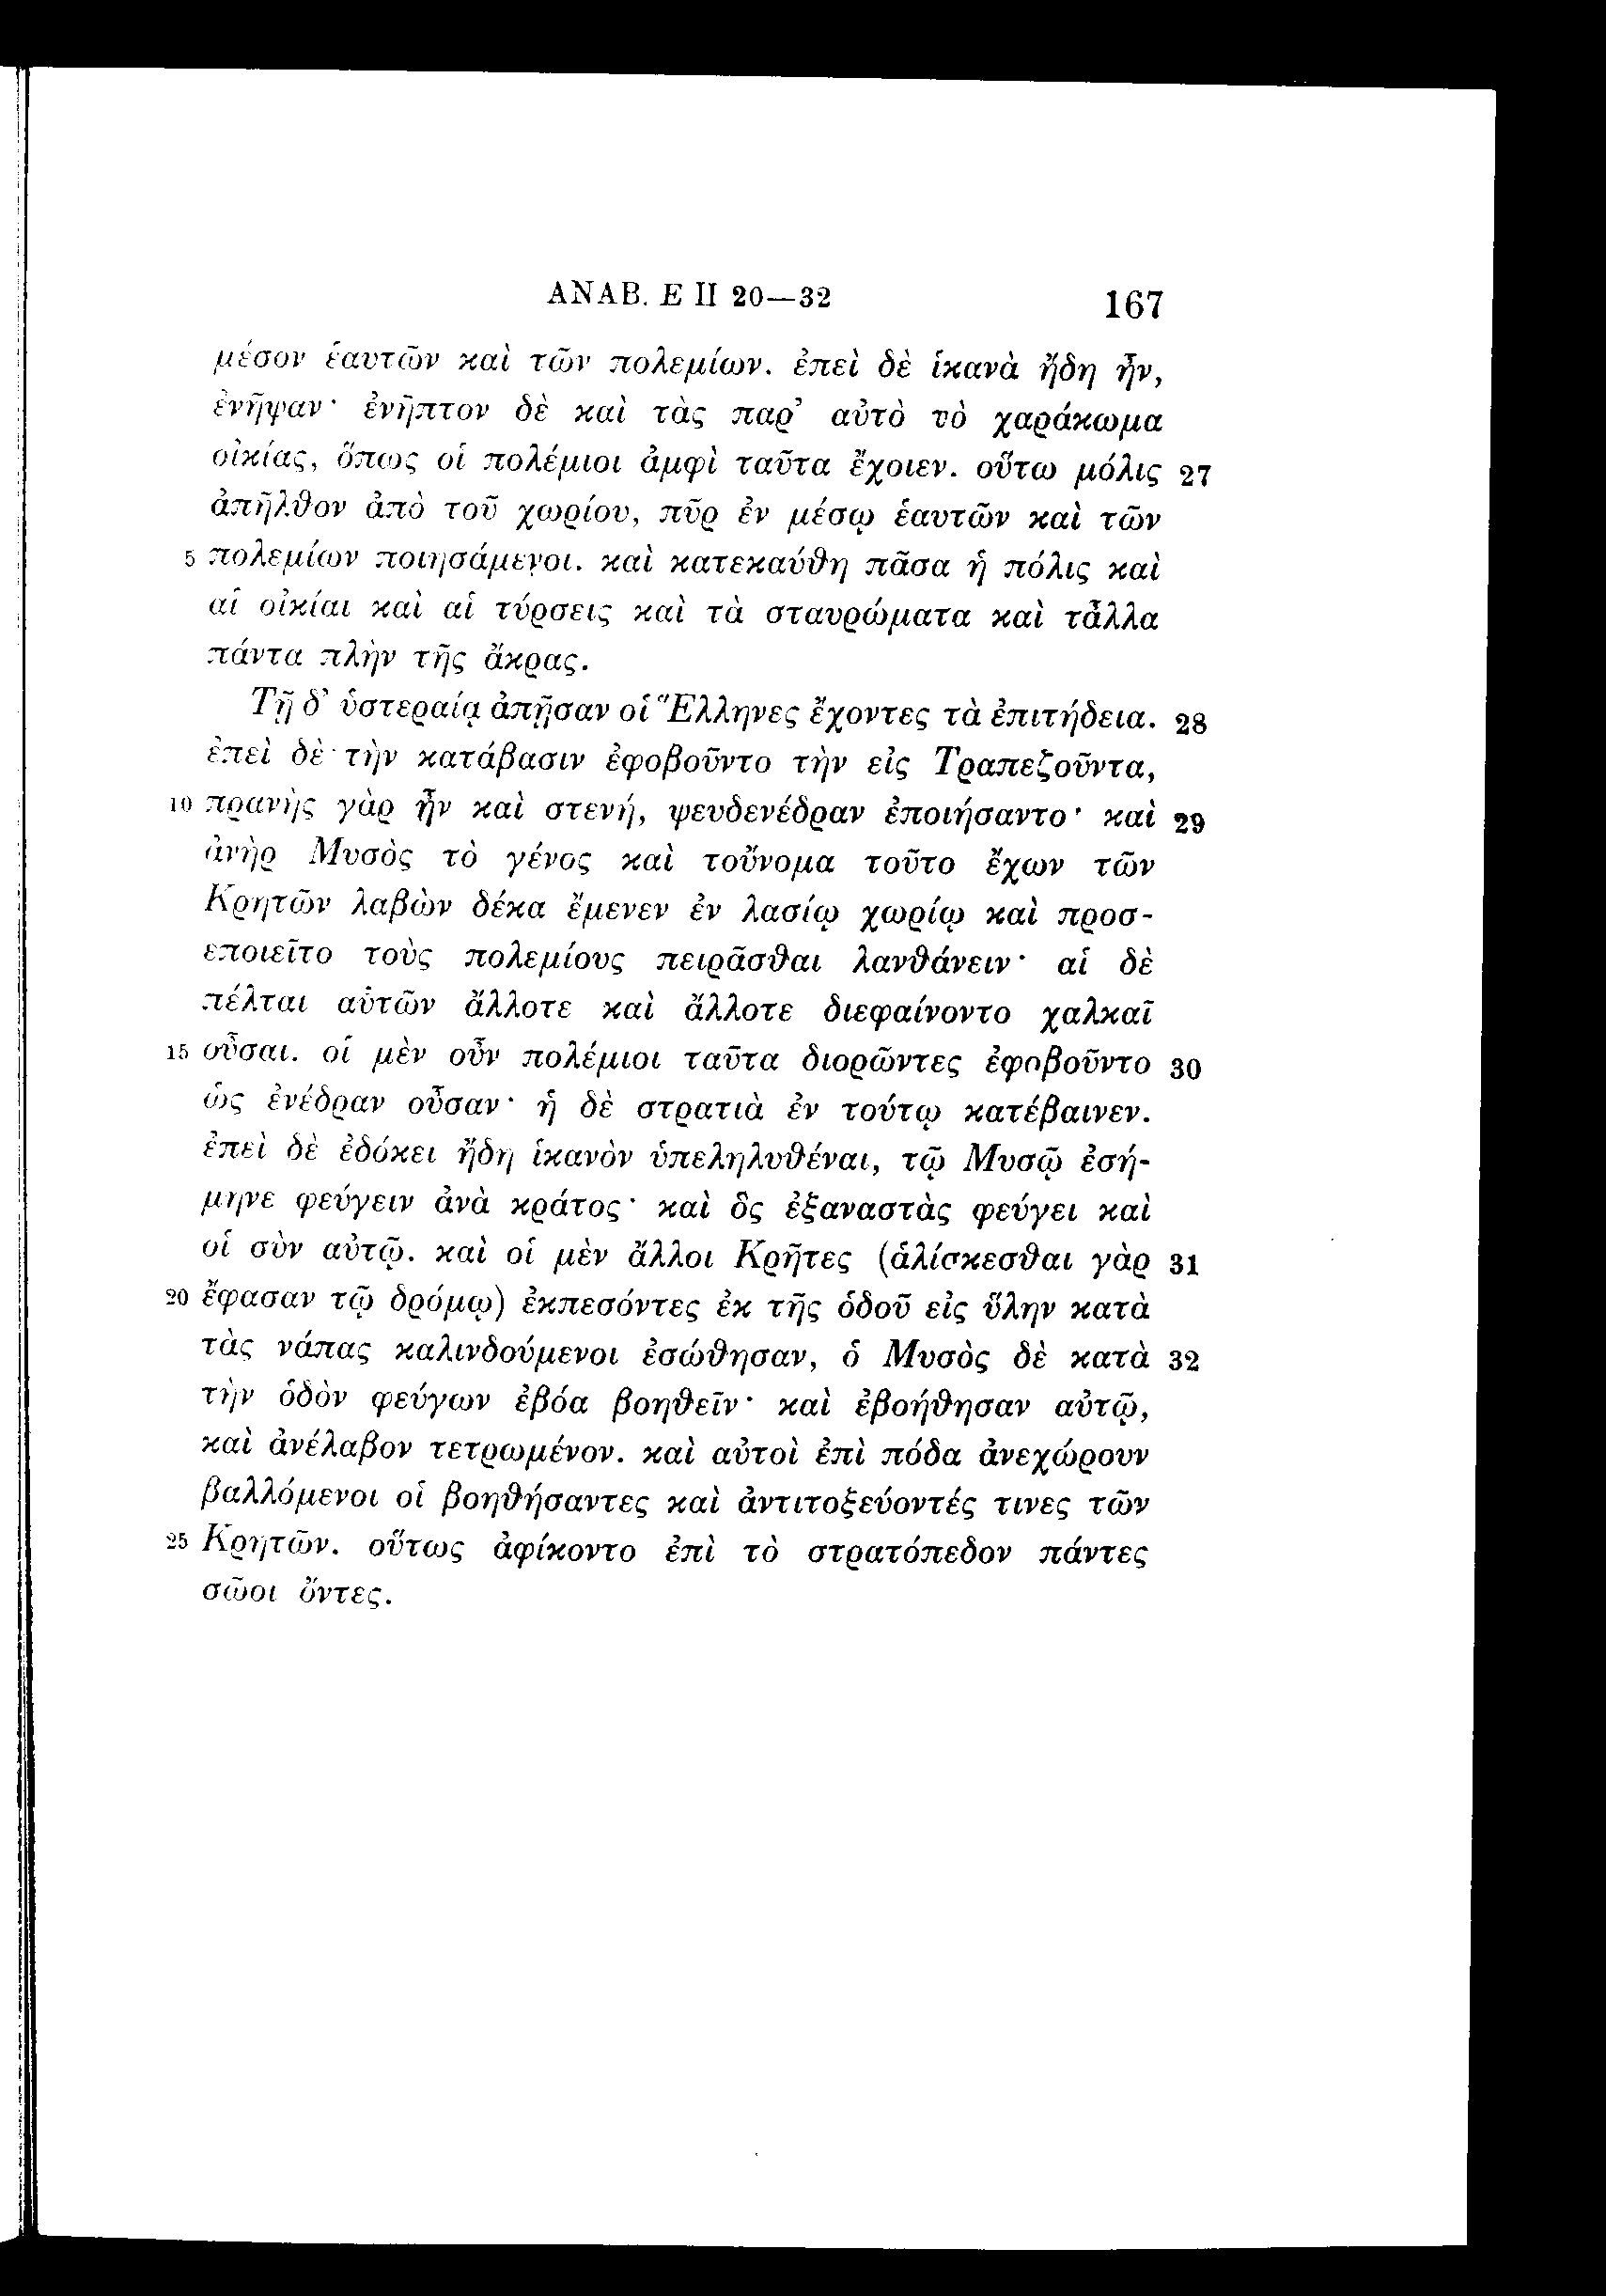 ΑΝΑΒ. Ε II 20—32 167
μέσον ἑαυτῶν καὶ τῶν πολεμίων. ἐπεὶ δὲ ἱκανὰ ἤδη ἦν,
ἐνῆψαν· ἐνῆπτον δὲ καὶ τὰς παρ’ αὐτὸ τὸ χαράκωμα
οἰκίας, ὅπως οἱ πολέμιοι ἀμφὶ ταῦτα ἔχοιεν. οὕτω μόλις 27
ἀπῆλθον ἀπὸ τοῦ χωρίου, πῦρ ἐν μέσῳ ἑαυτῶν καὶ τῶν
5 πολεμίων ποιησάμενοι. καὶ κατεκαύθη πᾶσα ἡ πόλις καὶ
αἱ οἰκίαι καὶ αἱ τύρσεις καὶ τὰ σταυρώματα καὶ τἆλλα
πάντα πλὴν τῆς ἄκρας.
Τῇ δ’ ὑστεραίᾳ ἀπῇσαν οἱ Ἕλληνες ἔχοντες τὰ ἐπιτήδεια. 28
ἐπεὶ δὲ τὴν κατάβασιν ἐφοβοῦντο τὴν εἰς Τραπεζοῦντα,
10 πρανὴς γὰρ ἦν καὶ στενή, ψευδενέδραν ἐποιήσαντο· καὶ 29
ἀνὴρ Μυσὸς τὸ γένος καὶ τοὔνομα τοῦτο ἔχων τῶν
Κρητῶν λαβὼν δέκα ἔμενεν ἐν λασίῳ χωρίῳ καὶ προσ-
εποιεῖτο τοὺς πολεμίους πειρᾶσθαι λανθάνειν· αἱ δὲ
πέλται αὐτῶν ἄλλοτε καὶ ἄλλοτε διεφαίνοντο χαλκαῖ
15 οὖσαι. οἱ μὲν οὖν πολέμιοι ταῦτα διορῶντες ἐφοβοῦντο 30
ὡς ἐνέδραν οὖσαν· ἡ δὲ στρατιὰ ἐν τούτῳ κατέβαινεν.
ἐπεὶ δὲ ἐδόκει ἤδη ἱκανὸν ὑπεληλυθέναι, τῷ Μυσῷ ἐσή-
μηνε φεύγειν ἀνὰ κράτος· καὶ ὃς ἐξαναστὰς φεύγει καὶ
οἱ σὺν αὐτῷ. καὶ οἱ μὲν ἄλλοι Κρῆτες (ἁλίσκεσθαι γὰρ 31
20 ἔφασαν τῷ δρόμῳ) ἐκπεσόντες ἐκ τῆς ὁδοῦ εἰς ὕλην κατὰ
τὰς νάπας καλινδούμενοι ἐσώθησαν, ὁ Μυσὸς δὲ κατὰ 32
τὴν ὁδὸν φεύγων ἐβόα βοηθεῖν· καὶ ἐβοήθησαν αὐτῷ,
καὶ ἀνέλαβον τετρωμένον. καὶ αὐτοὶ ἐπὶ πόδα ἀνεχώρουν
βαλλόμενοι οἱ βοηθήσαντες καὶ ἀντιτοξεύοντές τινες τῶν
25 Κρητῶν. οὕτως ἀφίκοντο ἐπὶ τὸ στρατόπεδον πάντες
σῶοι ὄντες.